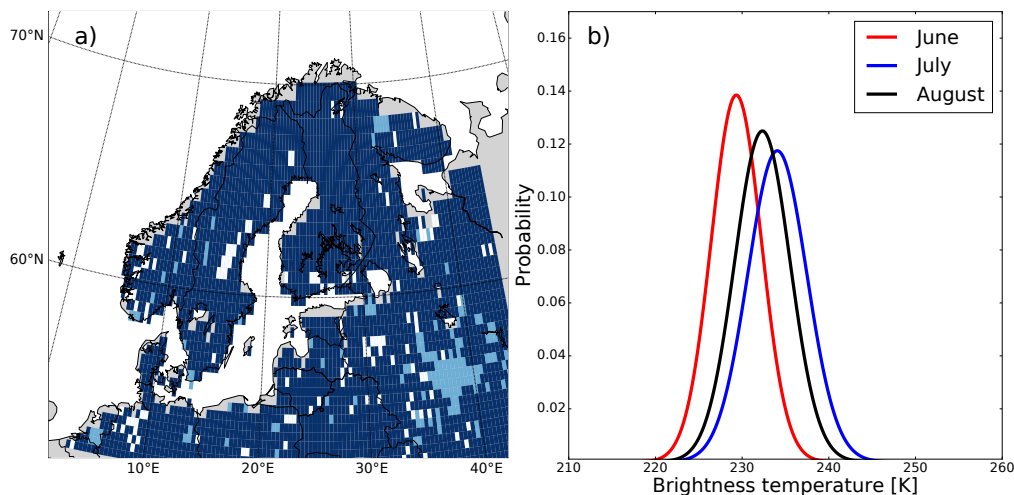 a)
70°N
60°N
10°E
20°E
30°E
40°E
b)
June
July
August
0.16
0.14
0.12
0.10
0.08
0.06
0.04
0.02
Probability
210
220
230
240
250
260
Brightness temperature [K]